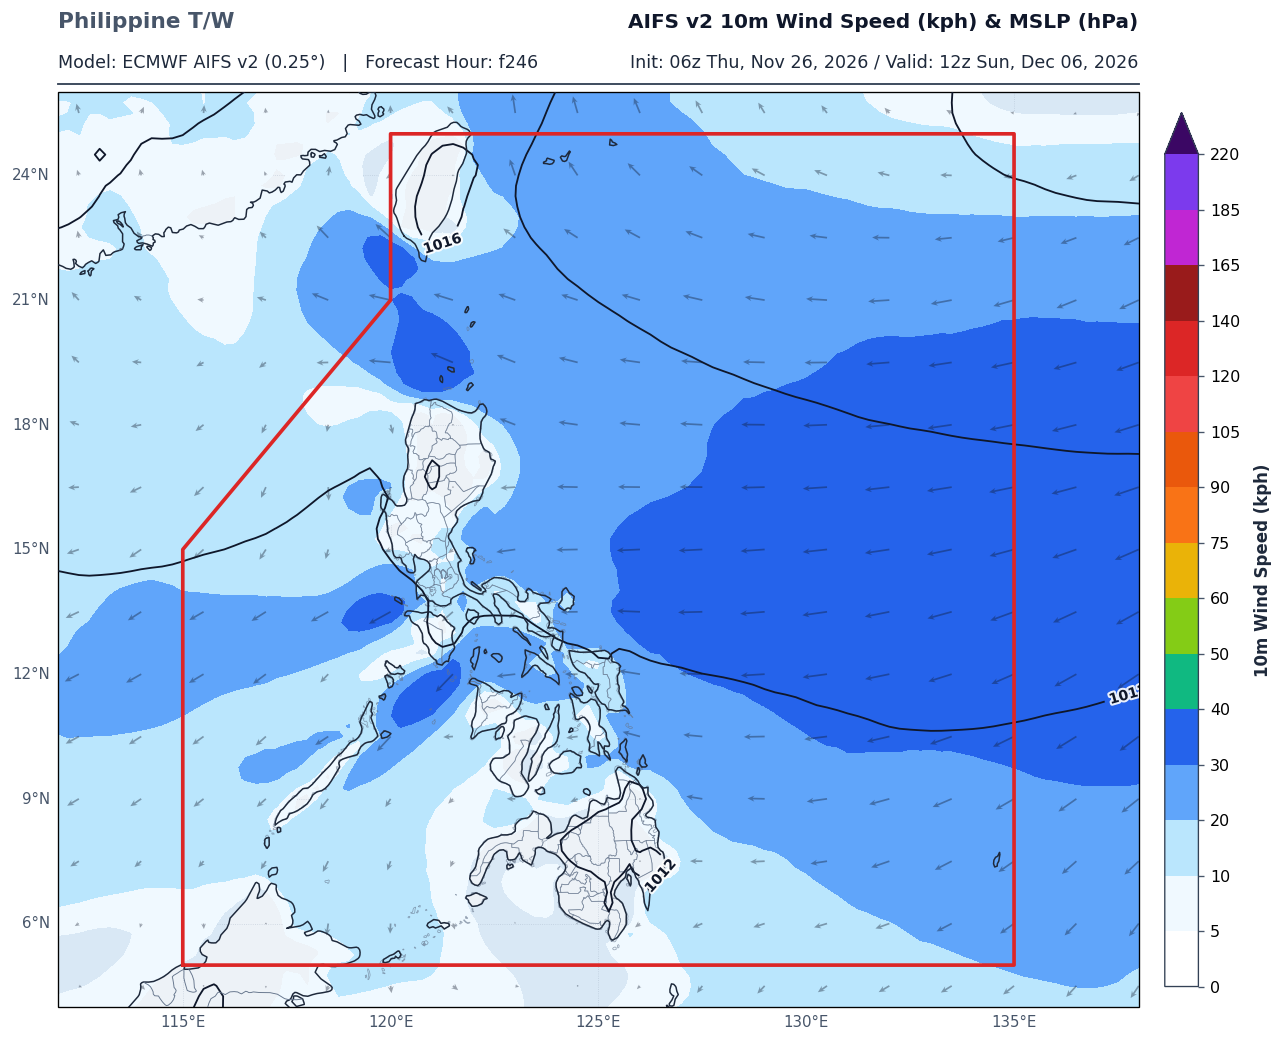 Philippine T/W
AIFS v2 10m Wind Speed (kph) & MSLP (hPa)
Model: ECMWF AIFS v2 (0.25°) | Forecast Hour: f246
Init: 06z Thu, Nov 26, 2026 / Valid: 12z Sun, Dec 06, 2026
24°N
21°N
18°N
15°N
12°N
9°N
6°N
115°E
120°E
125°E
130°E
135°E
1016
1012
220
185
165
140
120
105
90
75
60
50
40
30
20
10
5
0
10m Wind Speed (kph)